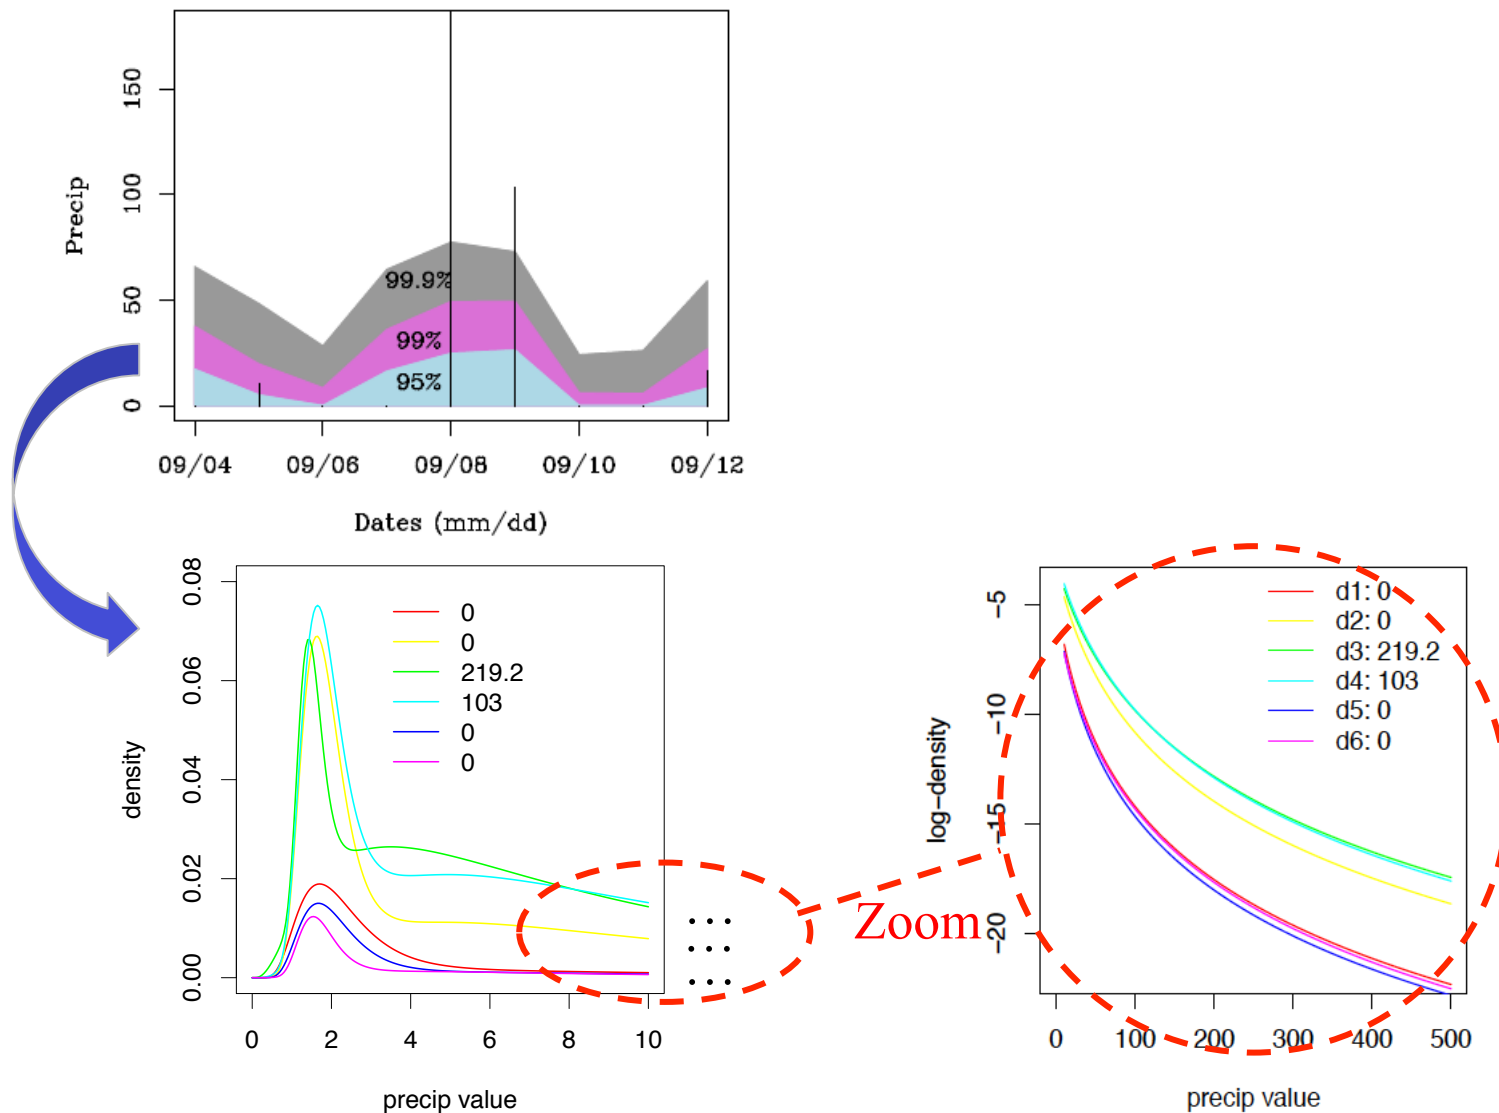 150
100
50
0
Precip
99.9%
99%
95%
09/04 09/06 09/08 09/10 09/12
Dates (mm/dd)
0.08
0.06
0.04
0.02
0.00
density
0
0
219.2
103
0
0
0 2 4 6 8 10
precip value
...
...
...
Zoom
-5
-10
-15
-20
log-density
d1: 0
d2: 0
d3: 219.2
d4: 103
d5: 0
d6: 0
0 100 200 300 400 500
precip value